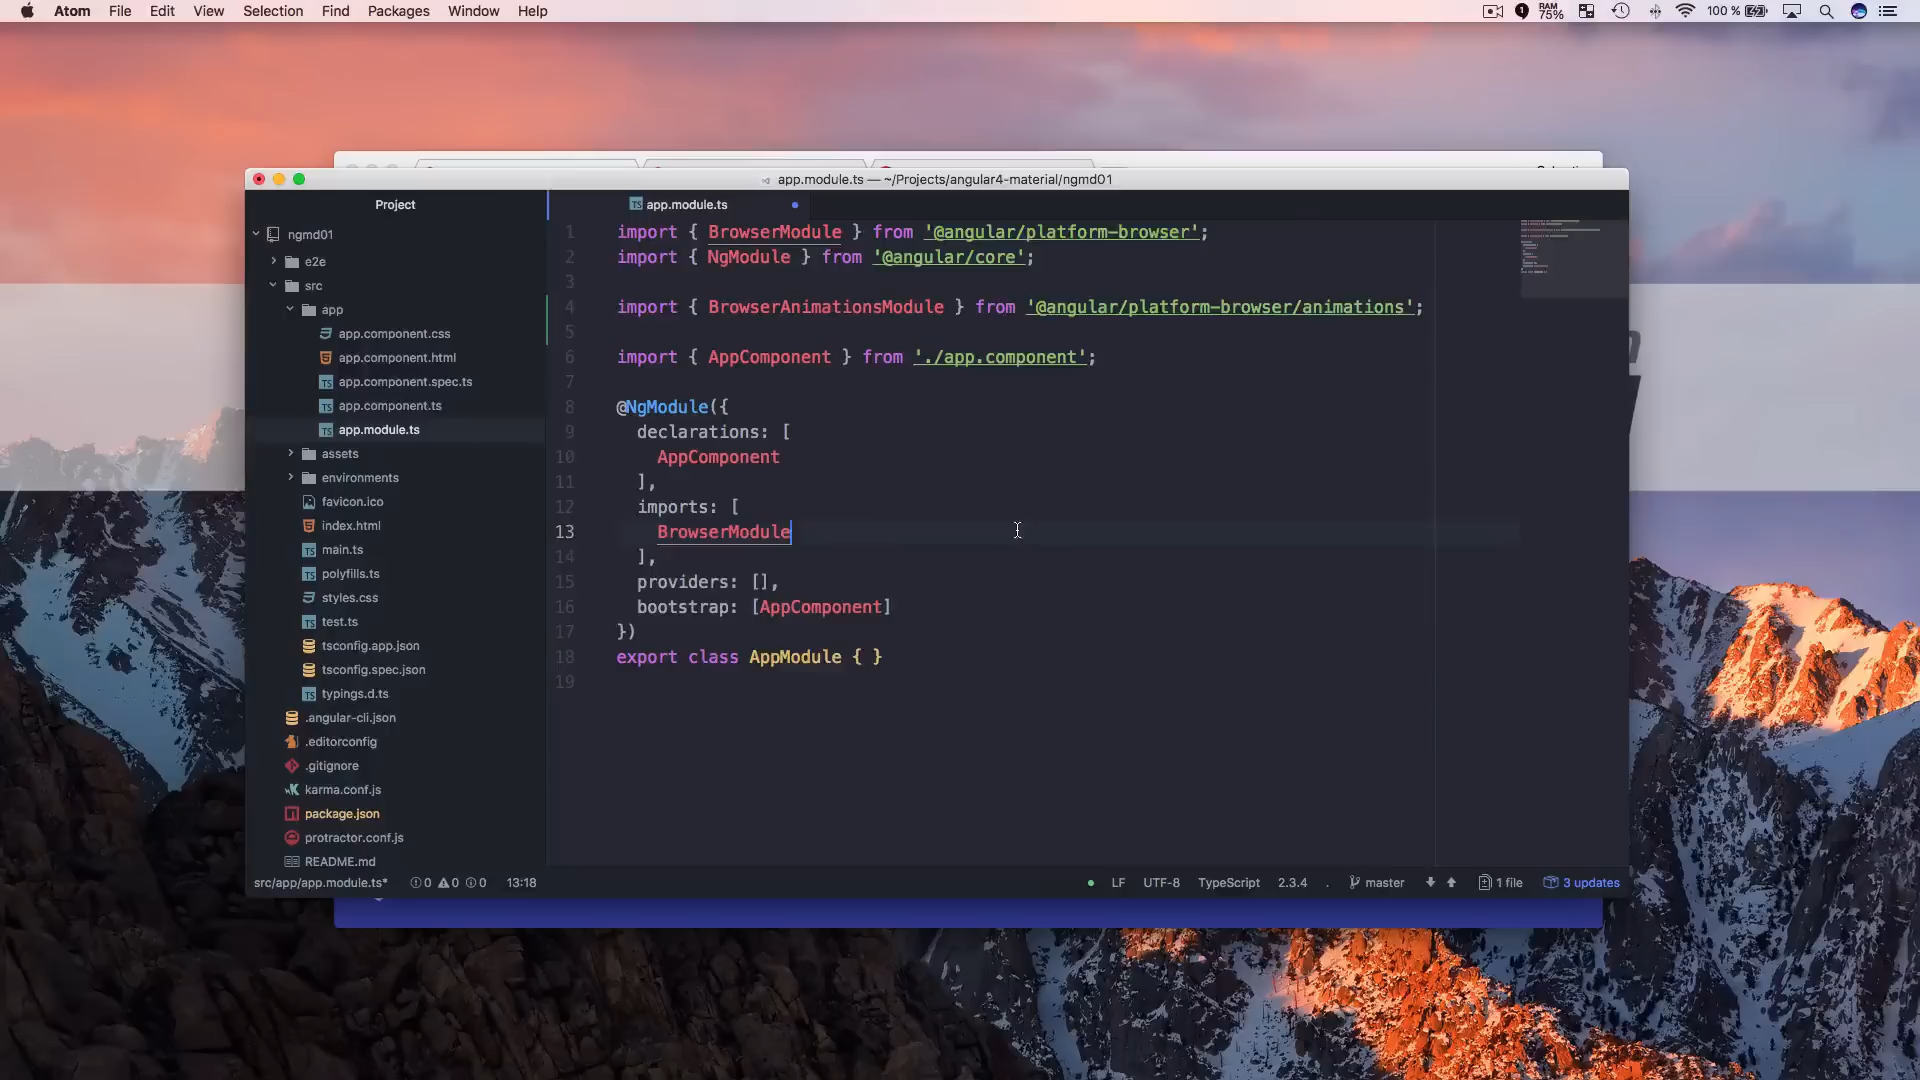 Atom File Edit View Selection Find Packages Window Help
1 RAM 75% 100 %
app.module.ts — ~/Projects/angular4-material/ngmd01
Project
app.module.ts
ngmd01
e2e
src
app
app.component.css
app.component.html
app.component.spec.ts
app.component.ts
app.module.ts
assets
environments
favicon.ico
index.html
main.ts
polyfills.ts
styles.css
test.ts
tsconfig.app.json
tsconfig.spec.json
typings.d.ts
.angular-cli.json
.editorconfig
.gitignore
karma.conf.js
package.json
protractor.conf.js
README.md
1 import { BrowserModule } from '@angular/platform-browser';
2 import { NgModule } from '@angular/core';
3
4 import { BrowserAnimationsModule } from '@angular/platform-browser/animations';
5
6 import { AppComponent } from './app.component';
7
8 @NgModule({
9 declarations: [
10 AppComponent
11 ],
12 imports: [
13 BrowserModule
14 ],
15 providers: [],
16 bootstrap: [AppComponent]
17 })
18 export class AppModule { }
19
src/app/app.module.ts* 0 0 0 13:18 LF UTF-8 TypeScript 2.3.4 . master 1 file 3 updates